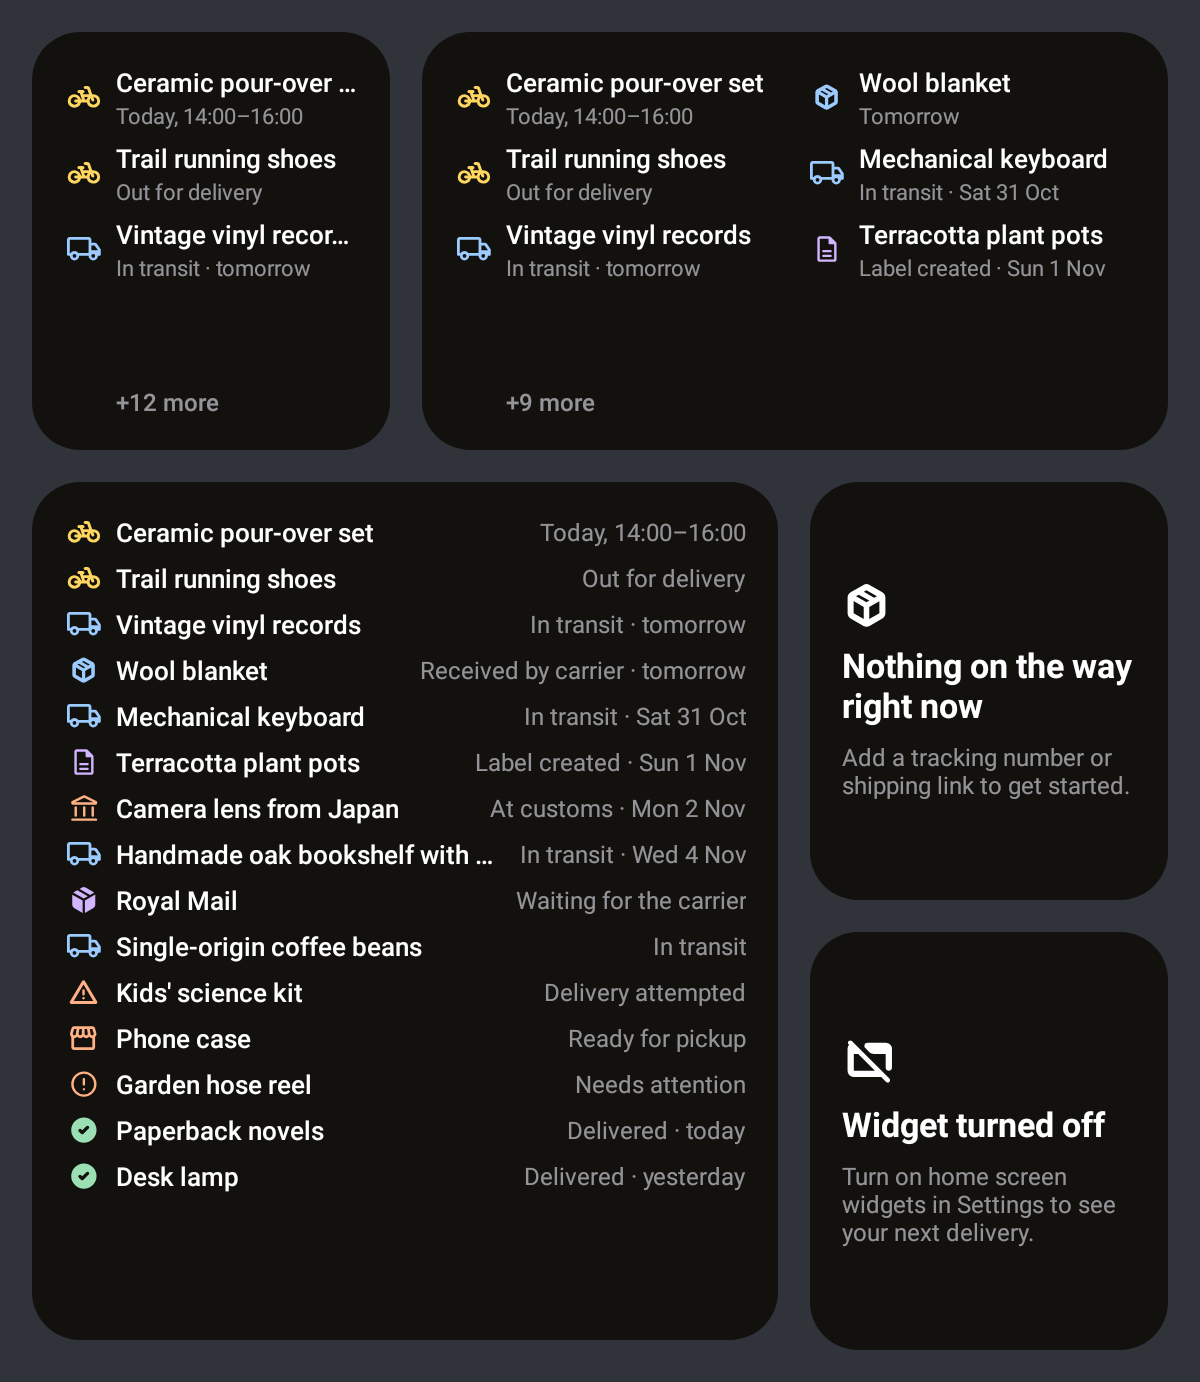 Ceramic pour-over ...
Today, 14:00–16:00
Trail running shoes
Out for delivery
Vintage vinyl recor...
In transit · tomorrow
+12 more
Ceramic pour-over set
Today, 14:00–16:00
Trail running shoes
Out for delivery
Vintage vinyl records
In transit · tomorrow
+9 more
Wool blanket
Tomorrow
Mechanical keyboard
In transit · Sat 31 Oct
Terracotta plant pots
Label created · Sun 1 Nov
Ceramic pour-over set Today, 14:00–16:00
Trail running shoes Out for delivery
Vintage vinyl records In transit · tomorrow
Wool blanket Received by carrier · tomorrow
Mechanical keyboard In transit · Sat 31 Oct
Terracotta plant pots Label created · Sun 1 Nov
Camera lens from Japan At customs · Mon 2 Nov
Handmade oak bookshelf with ... In transit · Wed 4 Nov
Royal Mail Waiting for the carrier
Single-origin coffee beans In transit
Kids' science kit Delivery attempted
Phone case Ready for pickup
Garden hose reel Needs attention
Paperback novels Delivered · today
Desk lamp Delivered · yesterday
Nothing on the way
right now
Add a tracking number or
shipping link to get started.
Widget turned off
Turn on home screen
widgets in Settings to see
your next delivery.